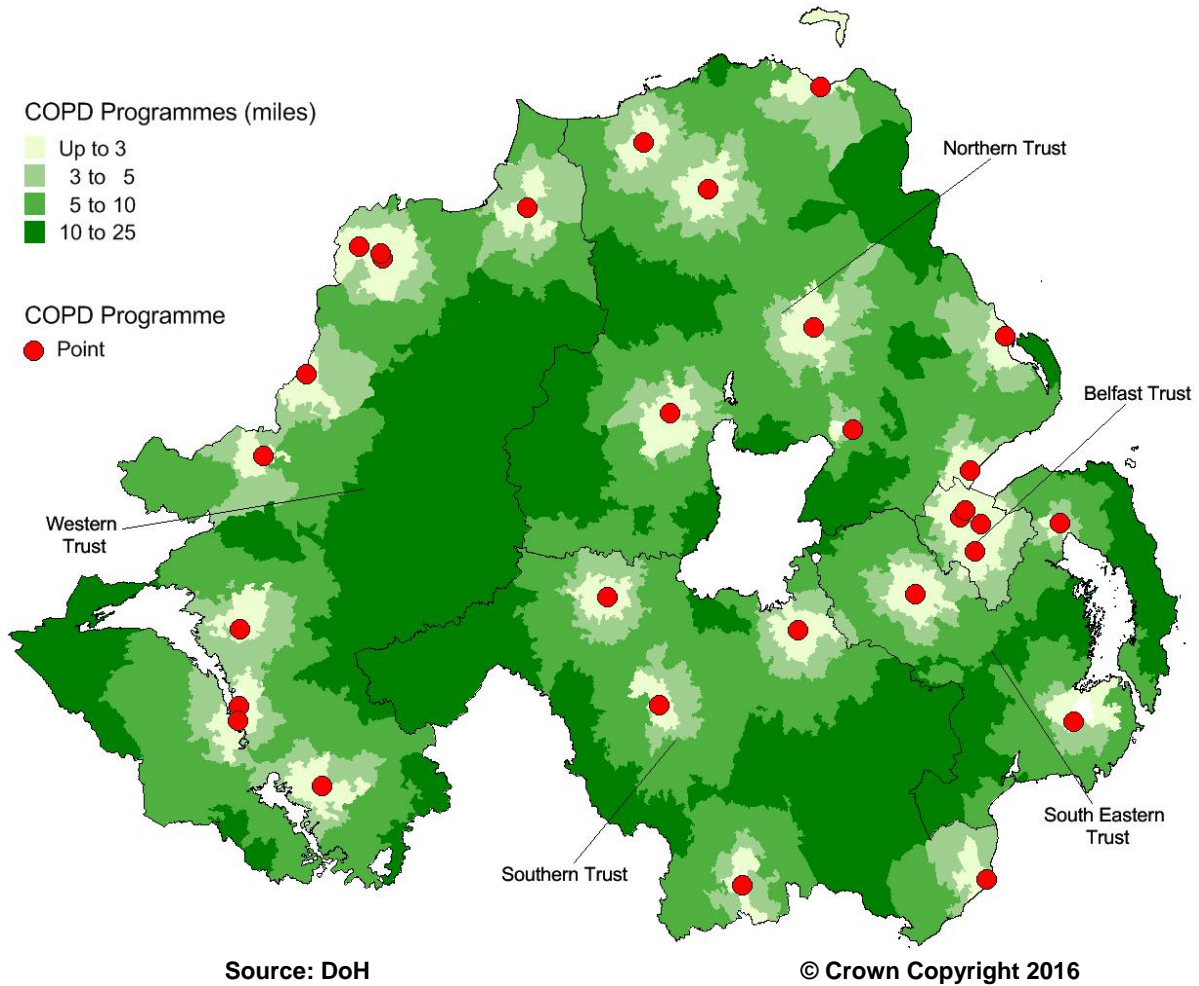 COPD Programmes (miles)
Up to 3
3 to 5
5 to 10
10 to 25
COPD Programme
Point
Northern Trust
Belfast Trust
Western
Trust
South Eastern
Trust
Southern Trust
Source: DoH
© Crown Copyright 2016